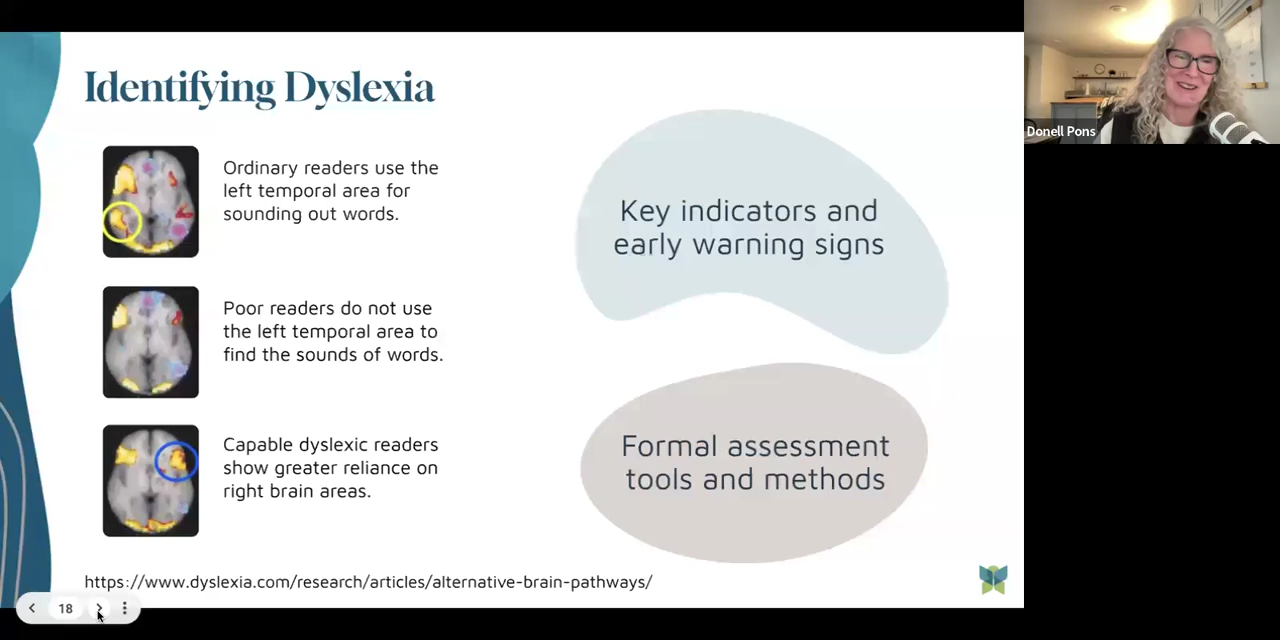 Identifying Dyslexia
Ordinary readers use the
left temporal area for
sounding out words.
Poor readers do not use
the left temporal area to
find the sounds of words.
Capable dyslexic readers
show greater reliance on
right brain areas.
Key indicators and
early warning signs
Formal assessment
tools and methods
https://www.dyslexia.com/research/articles/alternative-brain-pathways/
18
Donell Pons